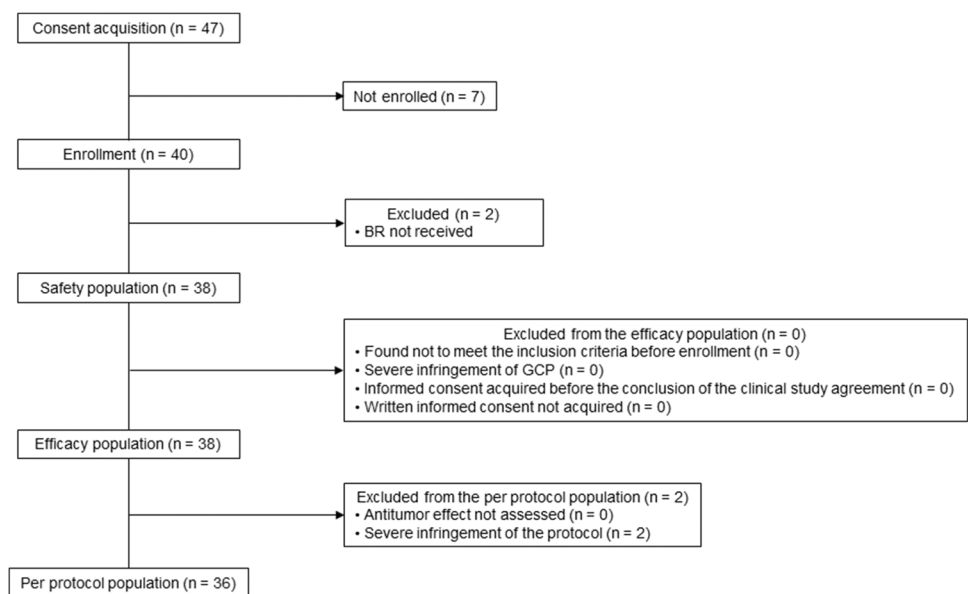 Consent acquisition (n = 47)
Not enrolled (n = 7)
Enrollment (n = 40)
Excluded (n = 2)
• BR not received
Safety population (n = 38)
Excluded from the efficacy population (n = 0)
• Found not to meet the inclusion criteria before enrollment (n = 0)
• Severe infringement of GCP (n = 0)
• Informed consent acquired before the conclusion of the clinical study agreement (n = 0)
• Written informed consent not acquired (n = 0)
Efficacy population (n = 38)
Excluded from the per protocol population (n = 2)
• Antitumor effect not assessed (n = 0)
• Severe infringement of the protocol (n = 2)
Per protocol population (n = 36)